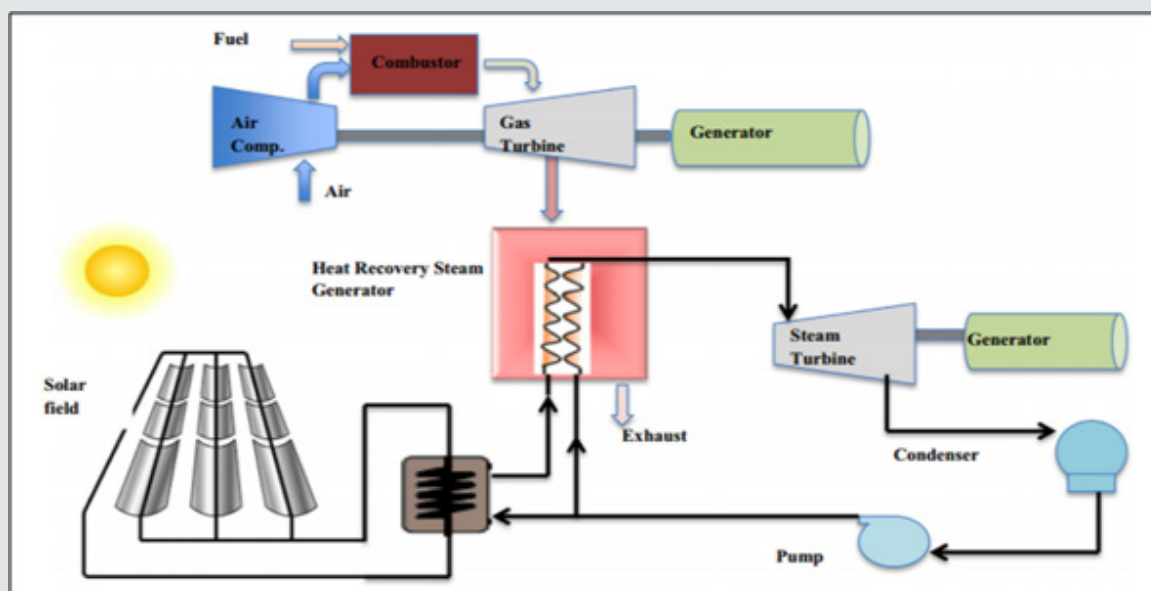 Fuel
Combustor
Air
Comp.
Gas
Turbine
Generator
Air
Heat Recovery Steam
Generator
Steam
Turbine
Generator
Solar
field
Exhaust
Condenser
Pump